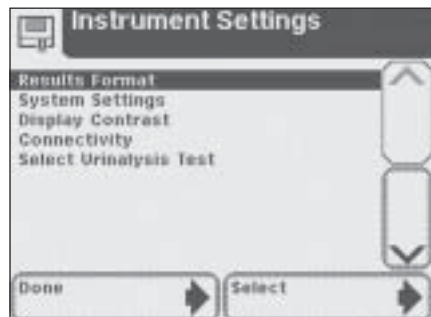 Instrument Settings
Results Format
System Settings
Display Contrast
Connectivity
Select Urinalysis Test
Done
Select